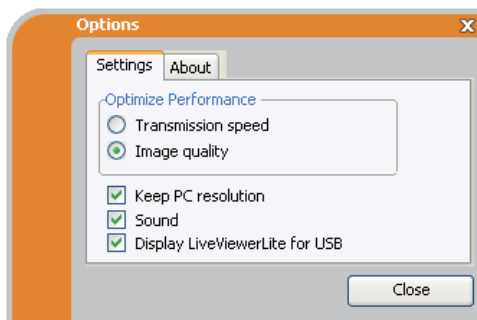 Options
X
Settings
About
Optimize Performance
Transmission speed
Image quality
Keep PC resolution
Sound
Display LiveViewerLite for USB
Close